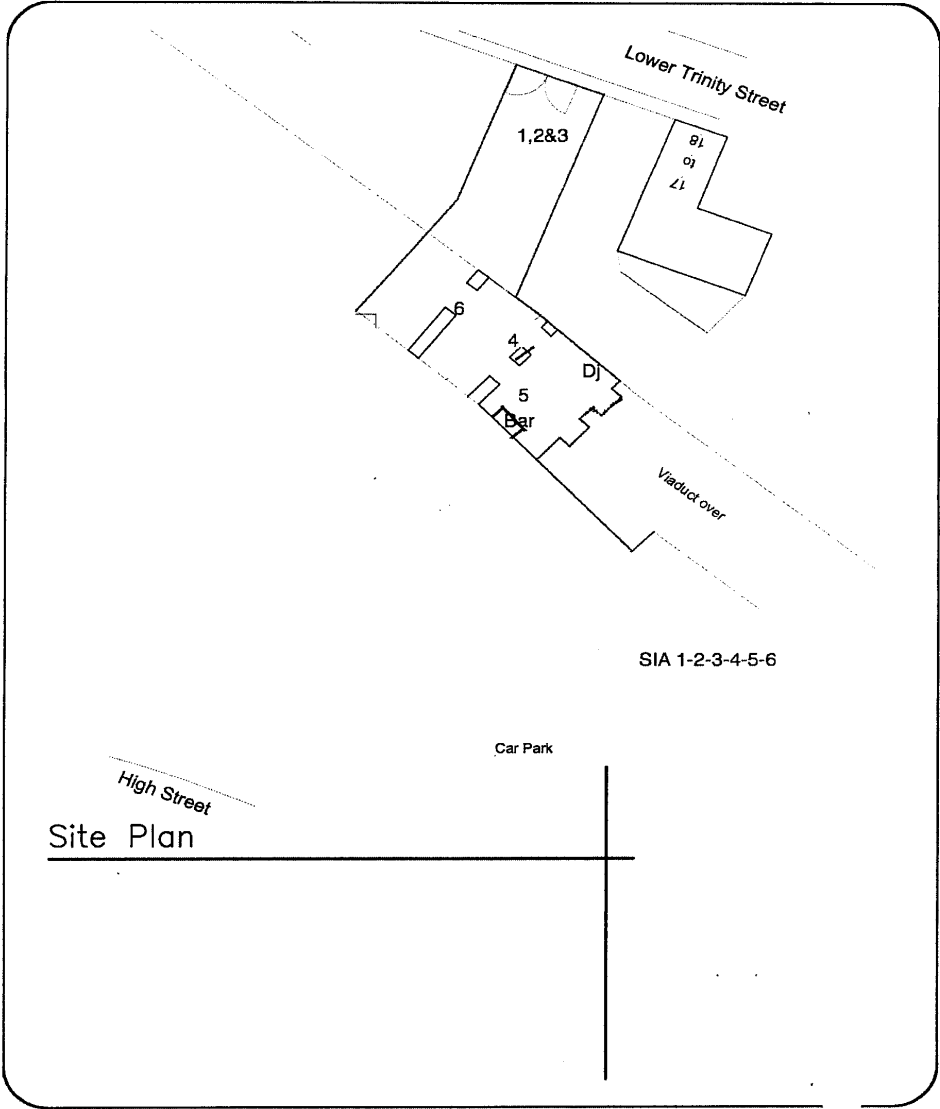 Lower Trinity Street
1,2&3
18
to
17
6
4
Dj
5
Bar
Viaduct over
SIA 1-2-3-4-5-6
Car Park
High Street
Site Plan